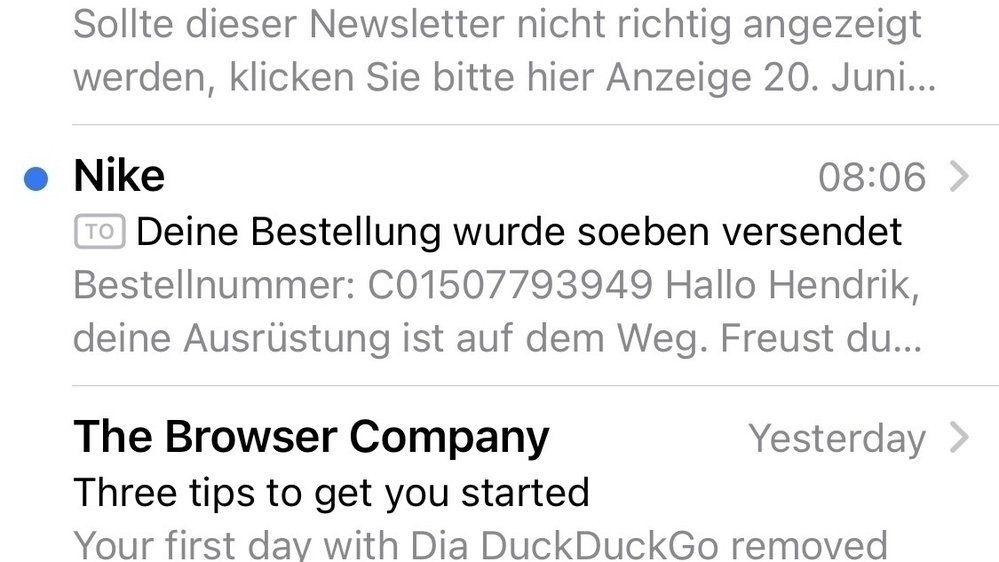 Sollte dieser Newsletter nicht richtig angezeigt
werden, klicken Sie bitte hier Anzeige 20. Juni...
Nike 08:06
TO Deine Bestellung wurde soeben versendet
Bestellnummer: C01507793949 Hallo Hendrik,
deine Ausrüstung ist auf dem Weg. Freust du...
The Browser Company Yesterday
Three tips to get you started
Your first day with Dia DuckDuckGo removed